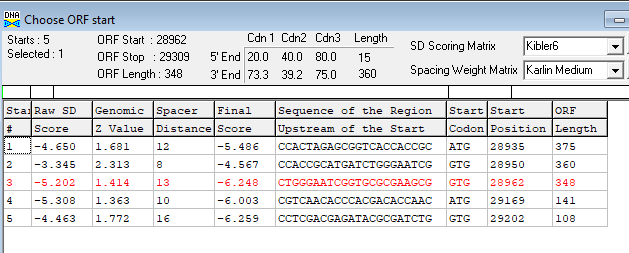 DNA Choose ORF start
Starts : 5 ORF Start : 28962 Cdn 1 Cdn2 Cdn3 Length SD Scoring Matrix Kibler6
Selected : 1 ORF Stop : 29309 5' End 20.0 40.0 80.0 15
ORF Length : 348 3' End 73.3 39.2 75.0 360 Spacing Weight Matrix Karlin Medium
Star Raw SD Genomic Spacer Final Sequence of the Region Start Start ORF
# Score Z Value Distance Score Upstream of the Start Codon Position Length
1 -4.650 1.681 12 -5.486 CCACTAGAGCGGTCACCACCGC ATG 28935 375
2 -3.345 2.313 8 -4.567 CCACCGCATGATCTGGGAATCG GTG 28950 360
3 -5.202 1.414 13 -6.248 CTGGGAATCGGTGCGCGAAGCG GTG 28962 348
4 -5.308 1.363 10 -6.003 CGTCAACACCCACGACACCAAC ATG 29169 141
5 -4.463 1.772 16 -6.259 CCTCGACGAGATACGCGATCTG GTG 29202 108